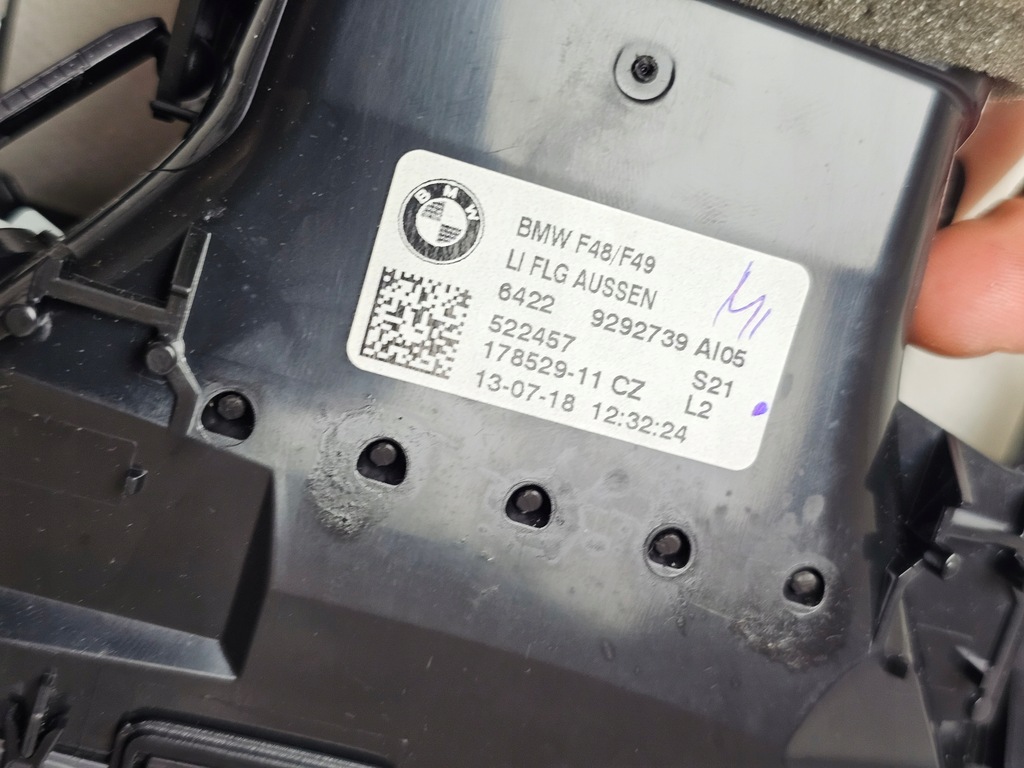 BMW
BMW F48/F49
LI FLG AUSSEN
6422 9292739 AI05
522457 S21
178529-11 CZ L2
13-07-18 12:32:24